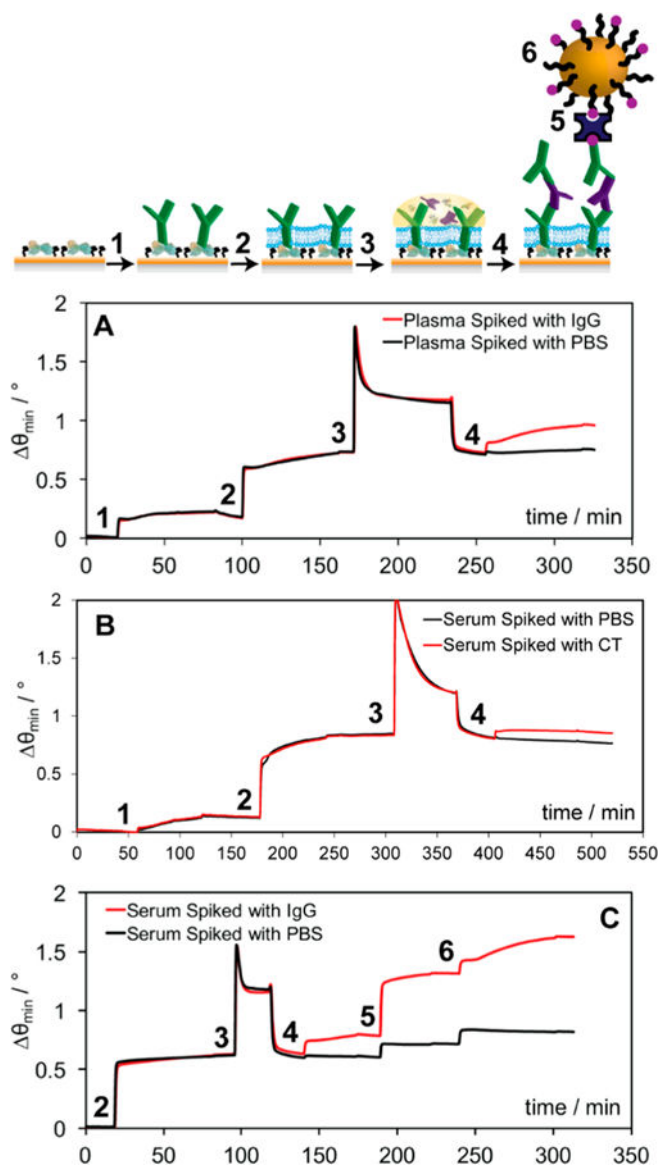 6
5
1 2 3 4
A
Plasma Spiked with IgG
Plasma Spiked with PBS
Δθmin / °
2
1.5
1
0.5
0
1 2 3 4
time / min
0 50 100 150 200 250 300 350
B
Serum Spiked with PBS
Serum Spiked with CT
Δθmin / °
2
1.5
1
0.5
0
1 2 3 4
time / min
0 50 100 150 200 250 300 350 400 450 500 550
C
Serum Spiked with IgG
Serum Spiked with PBS
Δθmin / °
2
1.5
1
0.5
0
2 3 4 5 6
time / min
0 50 100 150 200 250 300 350